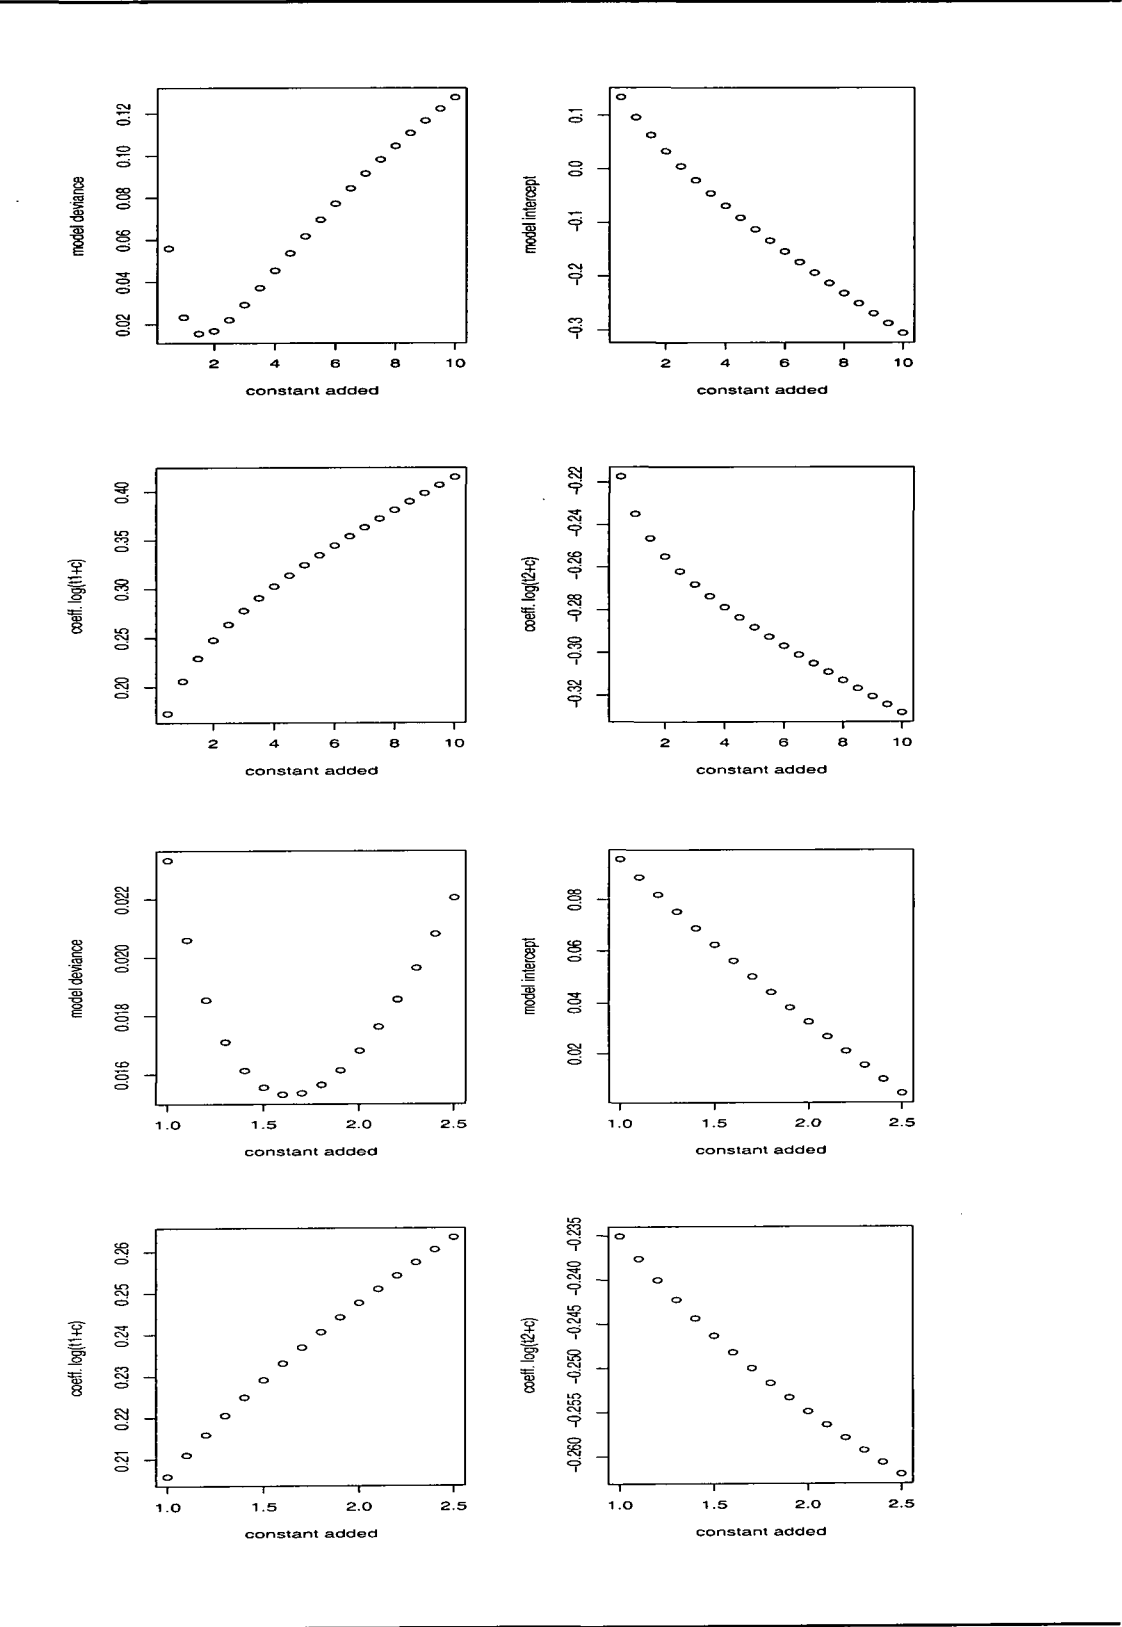 model deviance
0.02 0.04 0.06 0.08 0.10 0.12
2 4 6 8 10
constant added
model intercept
-0.3 -0.2 -0.1 0.0 0.1
2 4 6 8 10
constant added
coeff. log(t1+c)
0.20 0.25 0.30 0.35 0.40
2 4 6 8 10
constant added
coeff. log(t2+c)
-0.32 -0.30 -0.28 -0.26 -0.24 -0.22
2 4 6 8 10
constant added
model deviance
0.016 0.018 0.020 0.022
1.0 1.5 2.0 2.5
constant added
model intercept
0.02 0.04 0.06 0.08
1.0 1.5 2.0 2.5
constant added
coeff. log(t1+c)
0.21 0.22 0.23 0.24 0.25 0.26
1.0 1.5 2.0 2.5
constant added
coeff. log(t2+c)
-0.260 -0.255 -0.250 -0.245 -0.240 -0.235
1.0 1.5 2.0 2.5
constant added